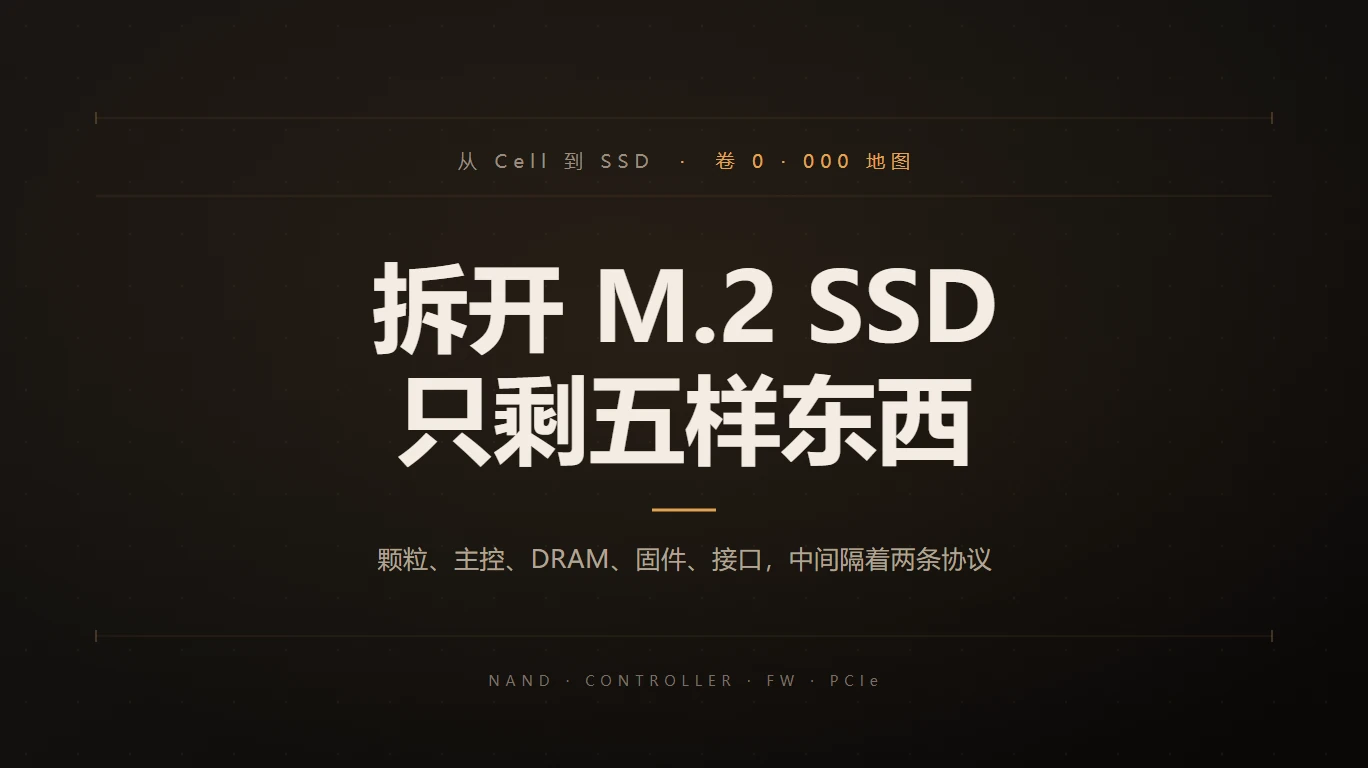 从 Cell 到 SSD · 卷 0 · 000 地图
拆开 M.2 SSD
只剩五样东西
颗粒、主控、DRAM、固件、接口，中间隔着两条协议
NAND · CONTROLLER · FW · PCIe